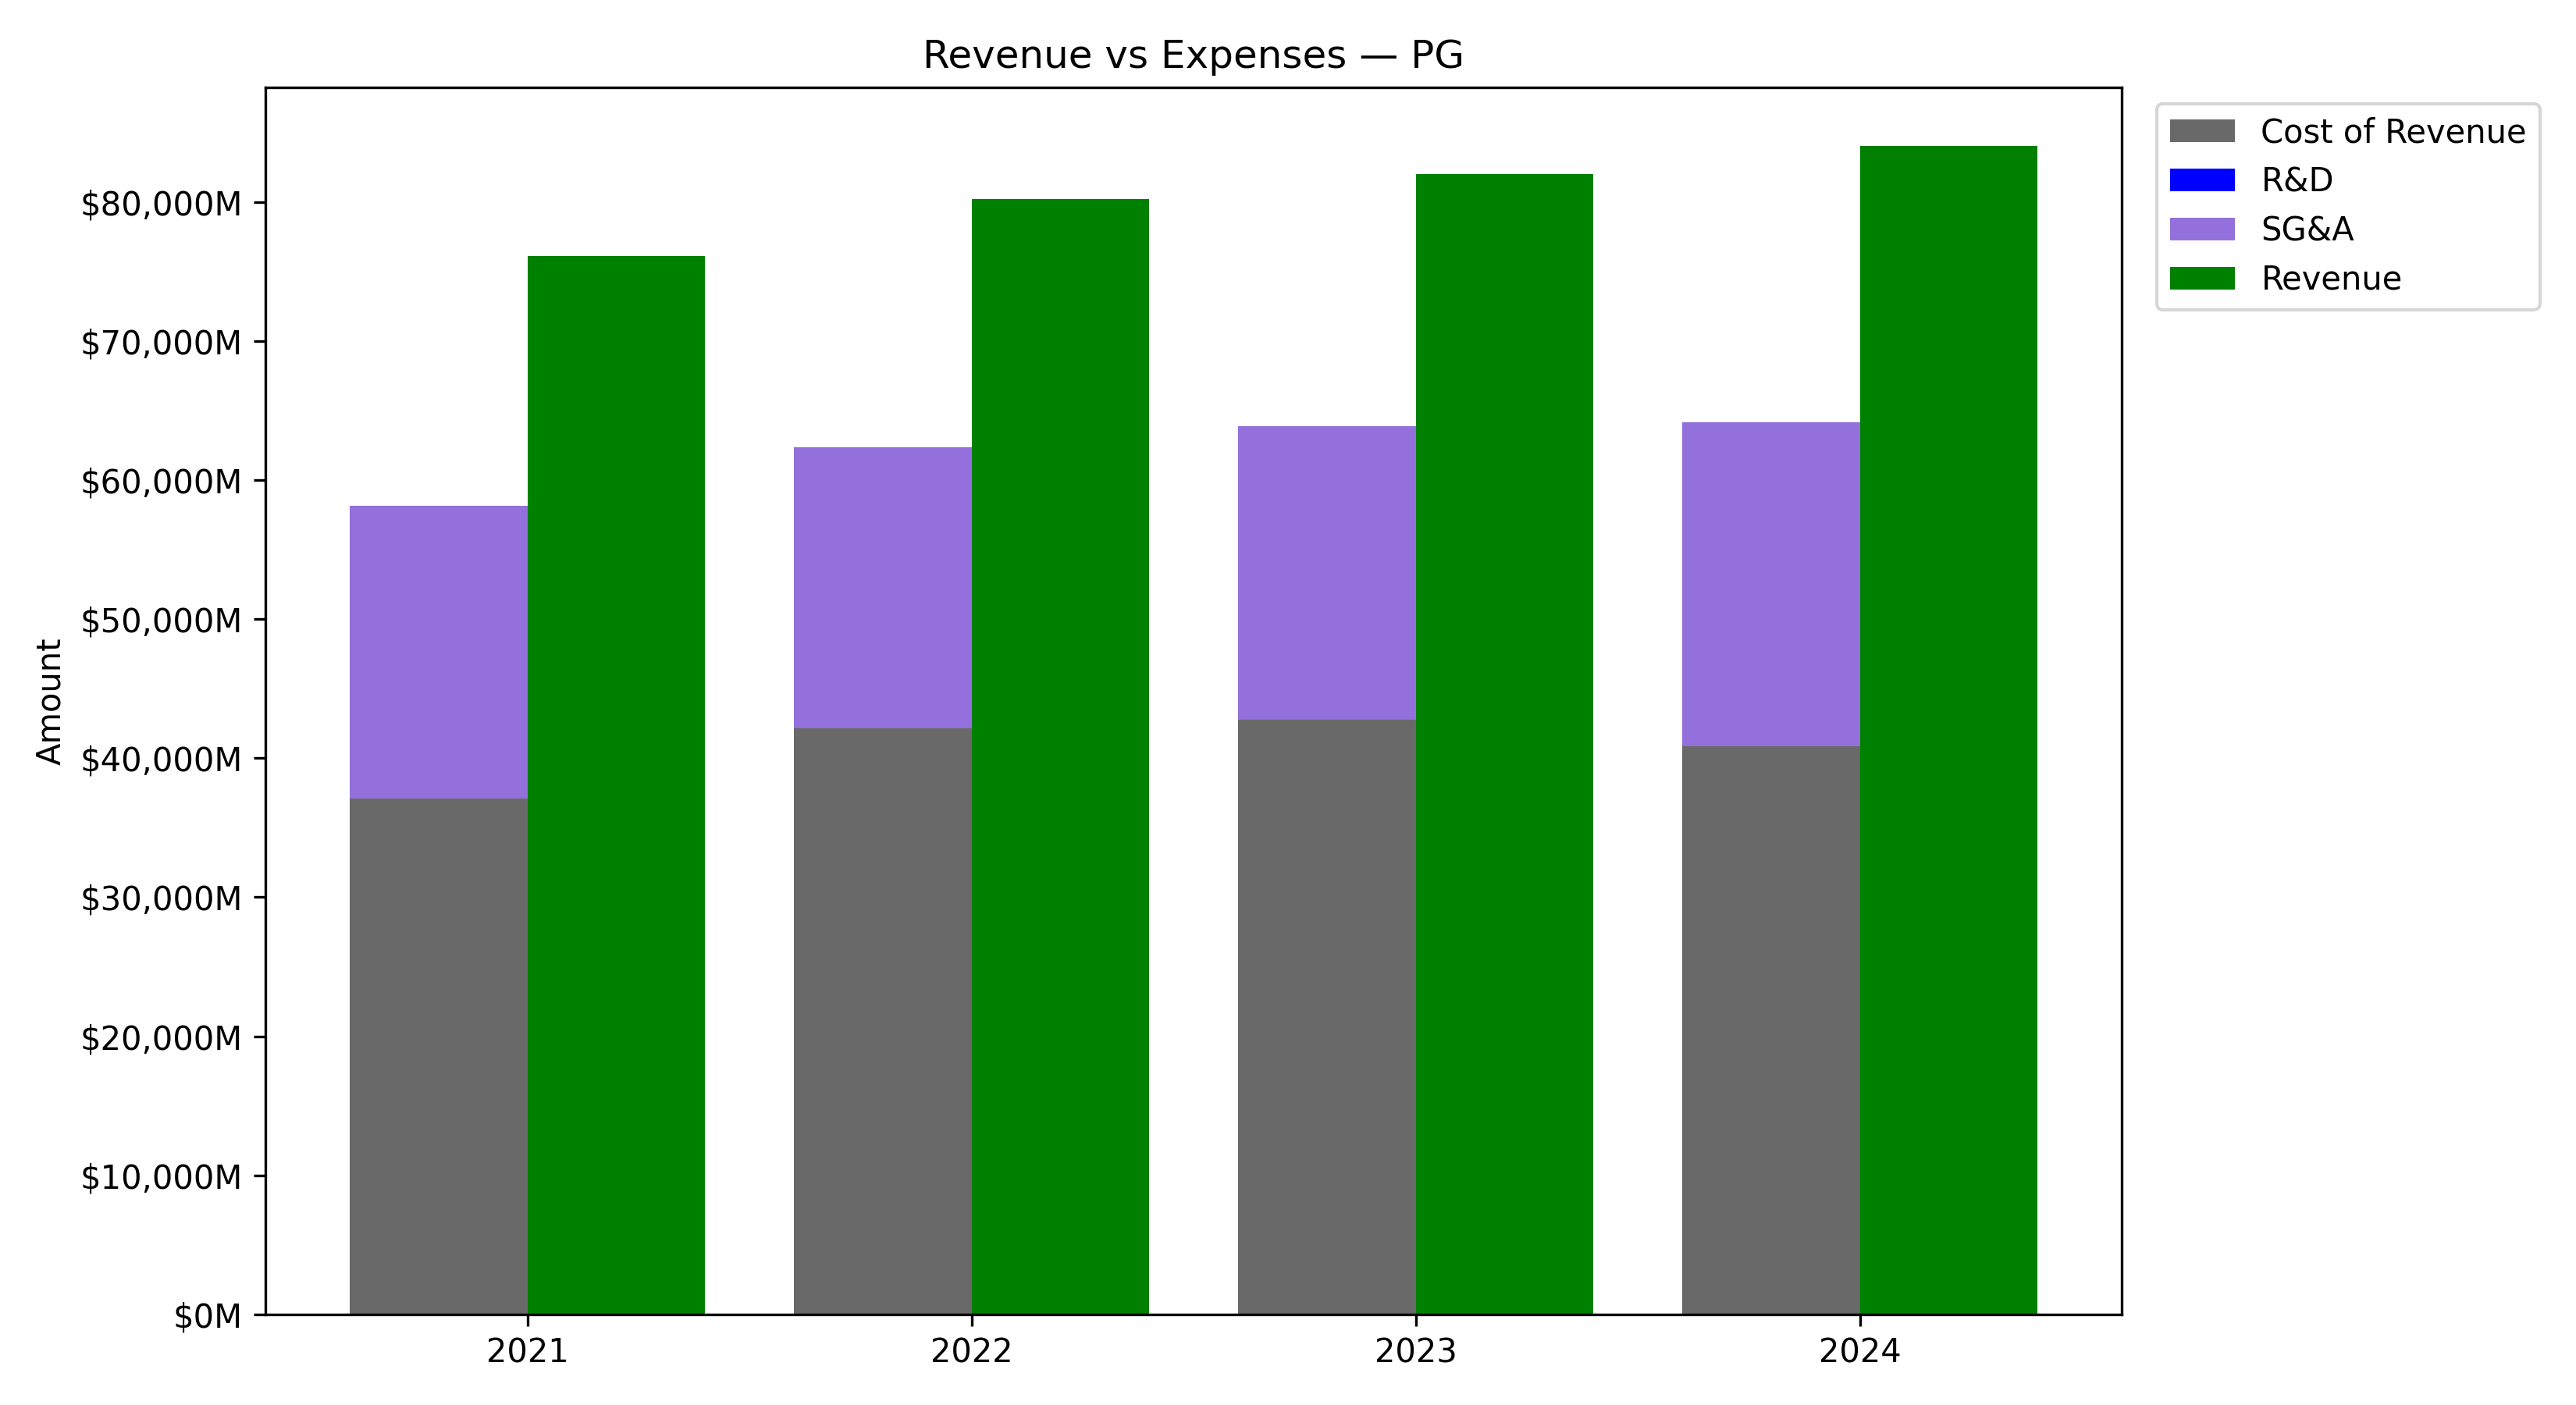 Revenue vs Expenses — PG
Cost of Revenue
R&D
SG&A
Revenue
Amount
$80,000M
$70,000M
$60,000M
$50,000M
$40,000M
$30,000M
$20,000M
$10,000M
$0M
2021
2022
2023
2024